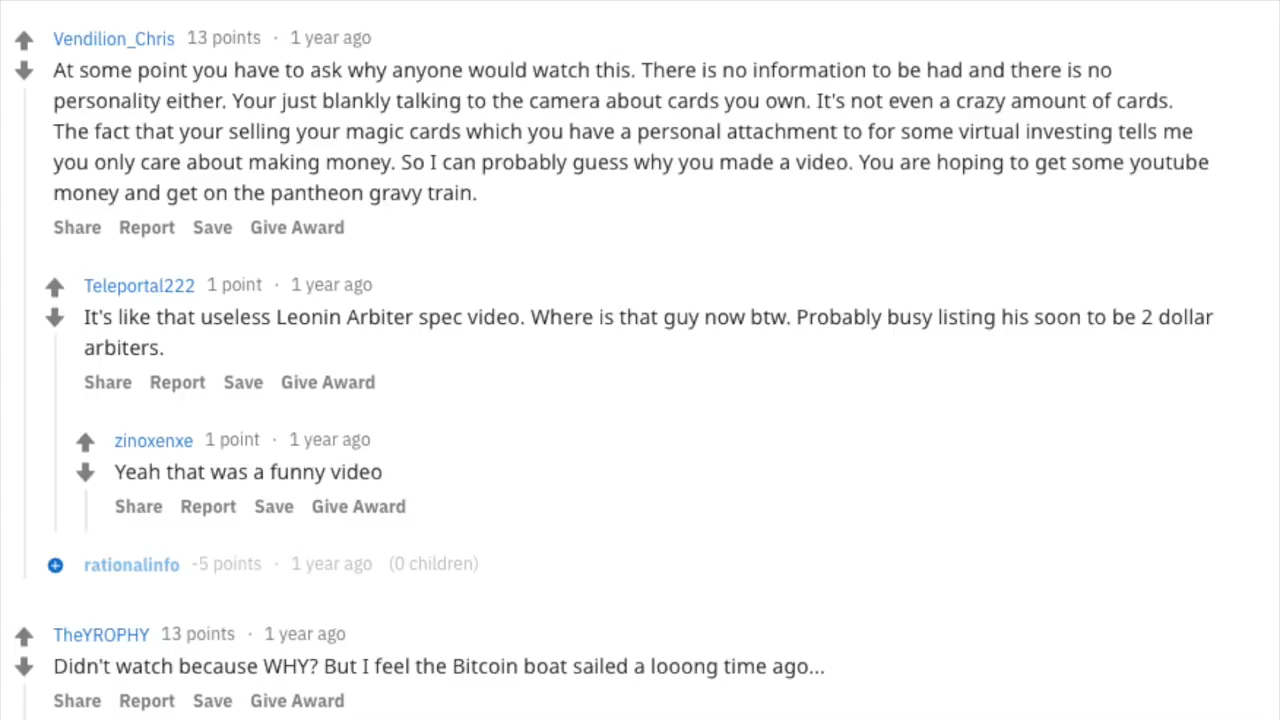 Vendilion_Chris 13 points · 1 year ago
At some point you have to ask why anyone would watch this. There is no information to be had and there is no
personality either. Your just blankly talking to the camera about cards you own. It's not even a crazy amount of cards.
The fact that your selling your magic cards which you have a personal attachment to for some virtual investing tells me
you only care about making money. So I can probably guess why you made a video. You are hoping to get some youtube
money and get on the pantheon gravy train.
Share Report Save Give Award
Teleportal222 1 point · 1 year ago
It's like that useless Leonin Arbiter spec video. Where is that guy now btw. Probably busy listing his soon to be 2 dollar
arbiters.
Share Report Save Give Award
zinoxenxe 1 point · 1 year ago
Yeah that was a funny video
Share Report Save Give Award
rationalinfo -5 points · 1 year ago (0 children)
TheYROPHY 13 points · 1 year ago
Didn't watch because WHY? But I feel the Bitcoin boat sailed a looong time ago...
Share Report Save Give Award